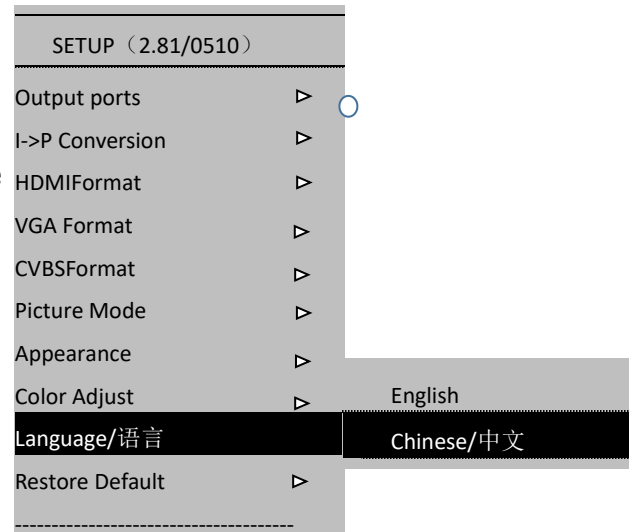 SETUP（2.81/0510）
Output ports
I->P Conversion
HDMIFormat
VGA Format
CVBSFormat
Picture Mode
Appearance
Color Adjust
Language/语言
Restore Default
---------------------------------------
English
Chinese/中文